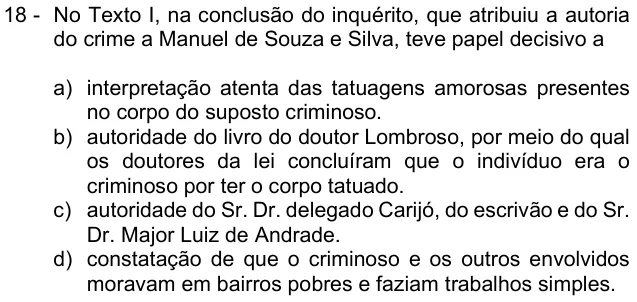 18 - No Texto I, na conclusão do inquérito, que atribuiu a autoria
do crime a Manuel de Souza e Silva, teve papel decisivo a
a) interpretação atenta das tatuagens amorosas presentes
no corpo do suposto criminoso.
b) autoridade do livro do doutor Lombroso, por meio do qual
os doutores da lei concluíram que o indivíduo era o
criminoso por ter o corpo tatuado.
c) autoridade do Sr. Dr. delegado Carijó, do escrivão e do Sr.
Dr. Major Luiz de Andrade.
d) constatação de que o criminoso e os outros envolvidos
moravam em bairros pobres e faziam trabalhos simples.